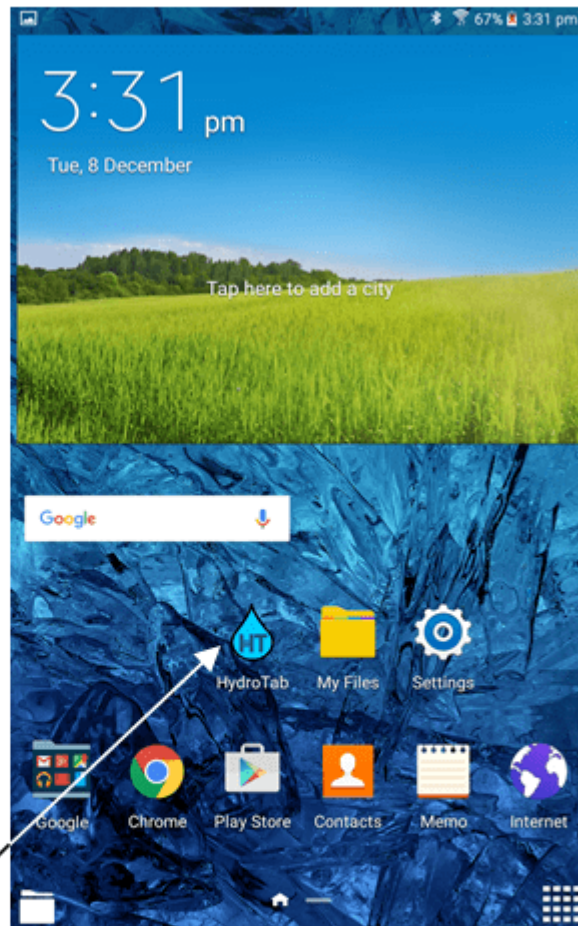 67% 3:31 pm
3:31 pm
Tue, 8 December
Tap here to add a city
Google
HT
HydroTab
My Files
Settings
Google
Chrome
Play Store
Contacts
Memo
Internet